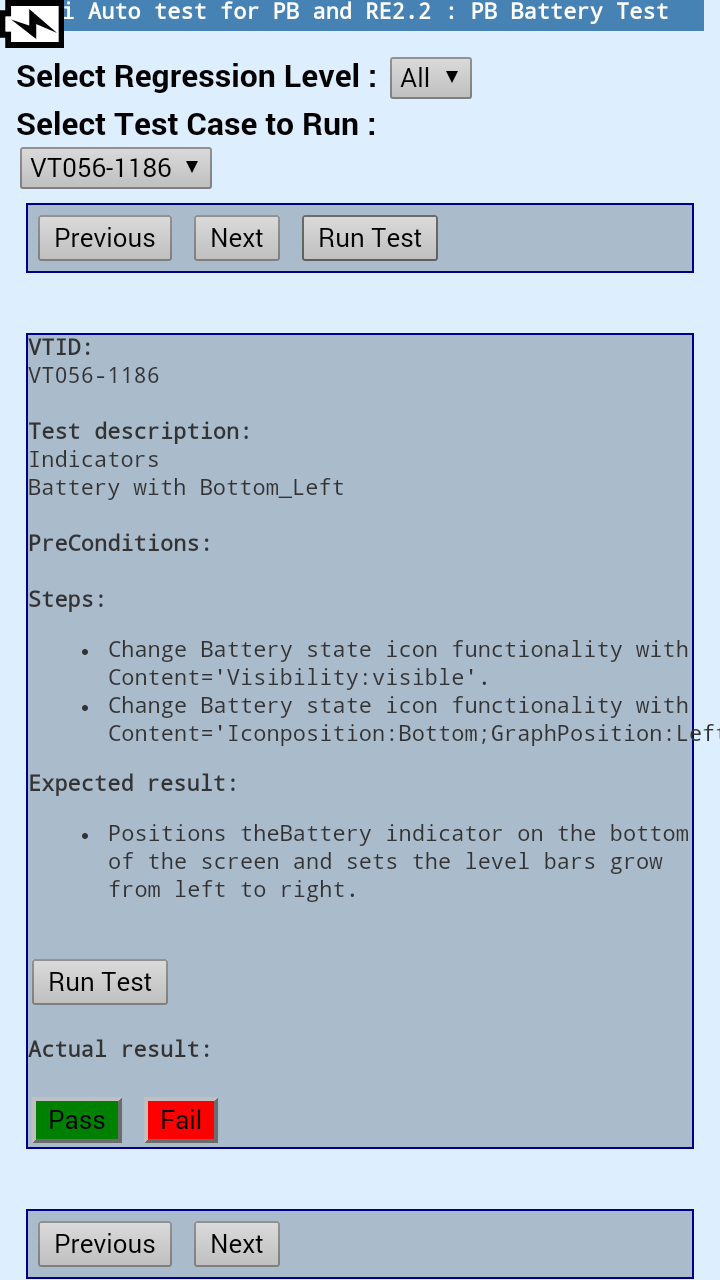 i Auto test for PB and RE2.2 : PB Battery Test
Select Regression Level :
All
Select Test Case to Run :
VT056-1186
Previous
Next
Run Test
VTID:
VT056-1186
Test description:
Indicators
Battery with Bottom_Left
PreConditions:
Steps:
• Change Battery state icon functionality with
Content='Visibility:visible'.
• Change Battery state icon functionality with
Content='Iconposition:Bottom;GraphPosition:Left
Expected result:
• Positions theBattery indicator on the bottom
of the screen and sets the level bars grow
from left to right.
Run Test
Actual result:
Pass
Fail
Previous
Next